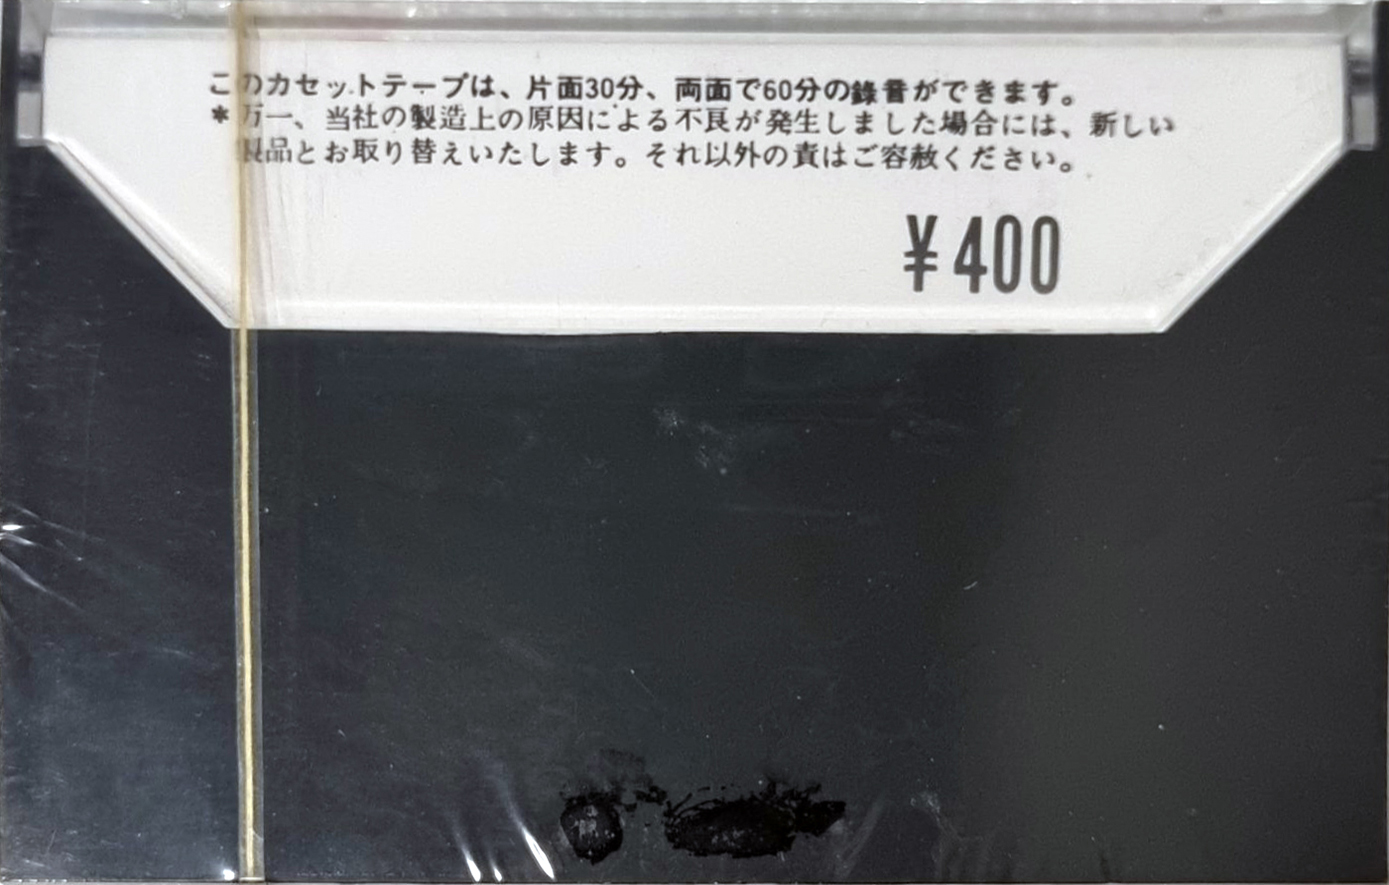 このカセットテープは、片面30分、両面で60分の録音ができます。
＊万一、当社の製造上の原因による不良が発生しました場合には、新しい
製品とお取り替えいたします。それ以外の責はご容赦ください。
¥400